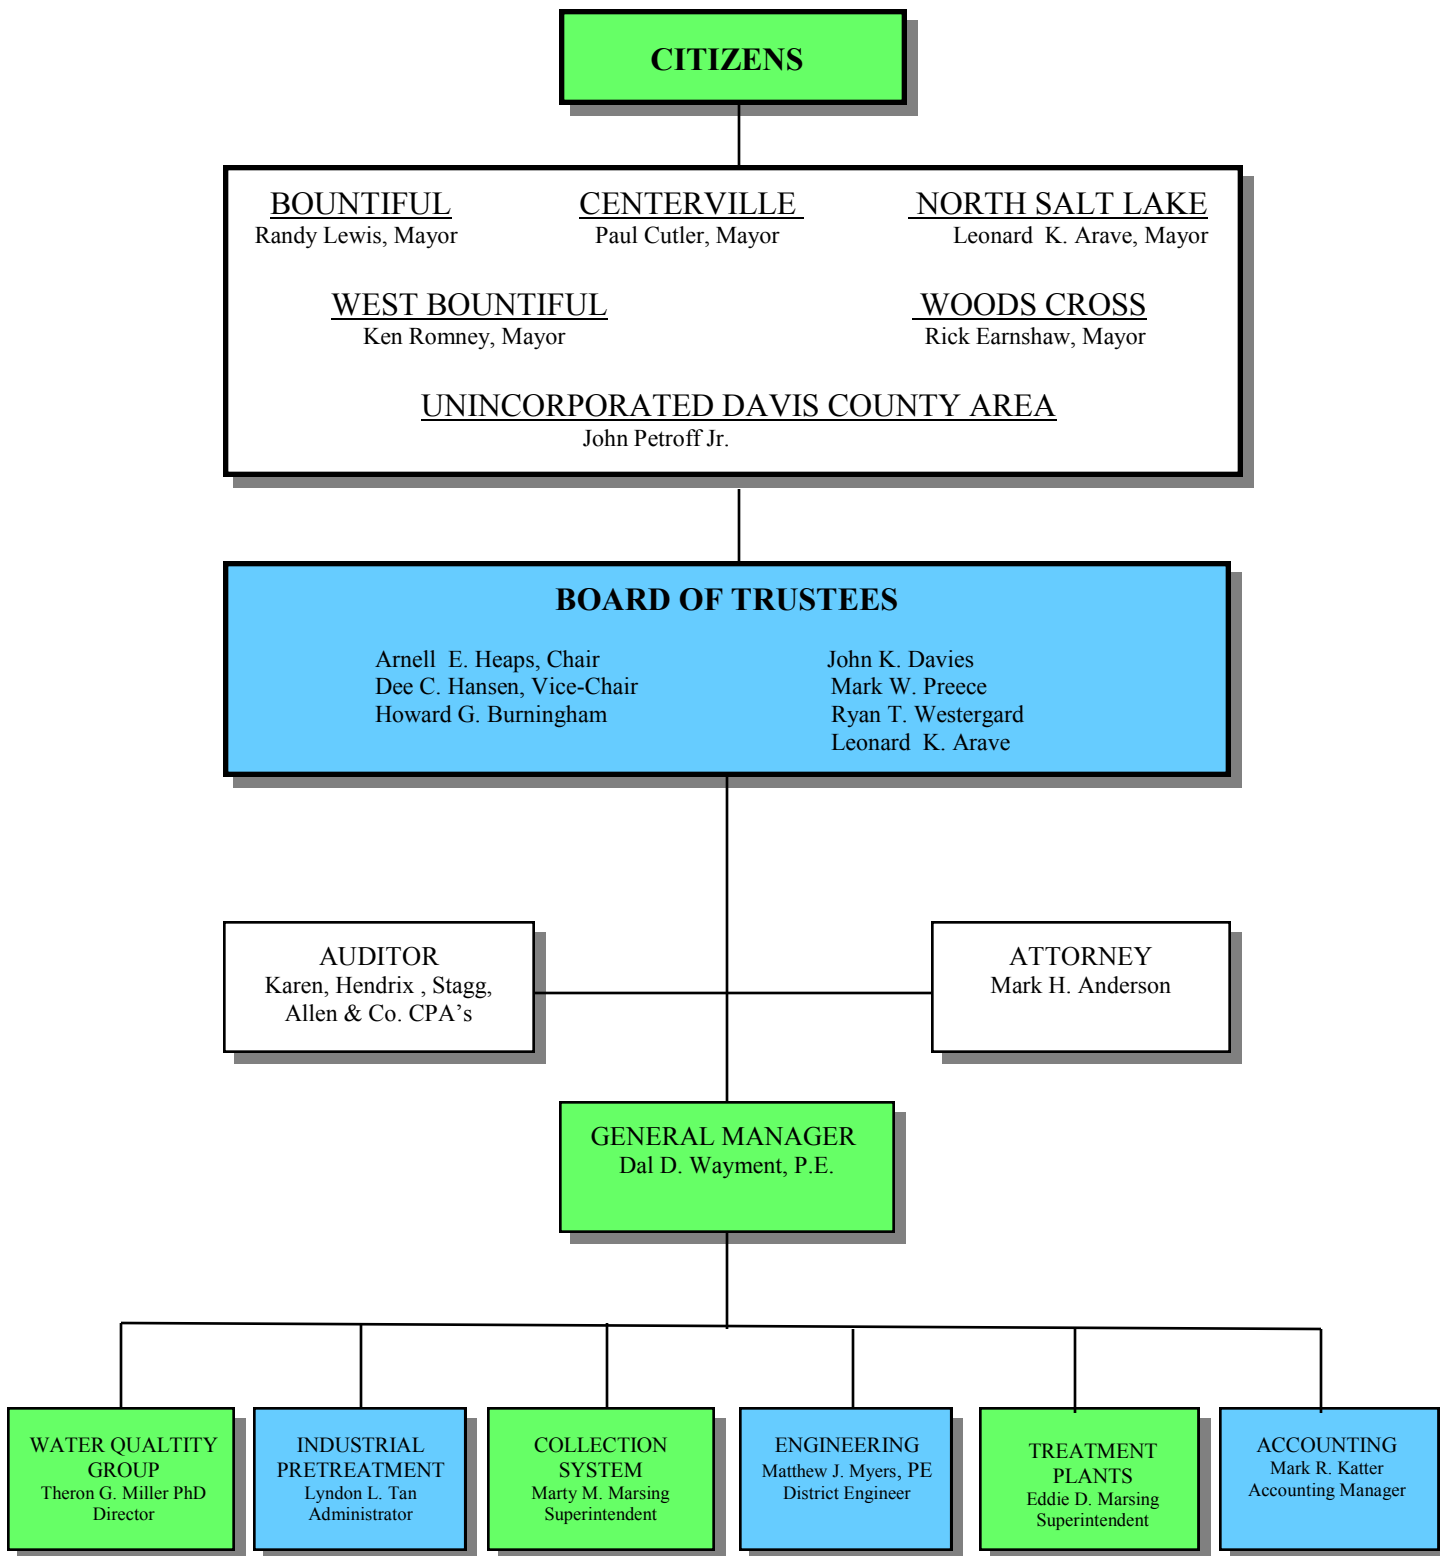 CITIZENS
BOUNTIFUL
Randy Lewis, Mayor
CENTERVILLE
Paul Cutler, Mayor
NORTH SALT LAKE
Leonard K. Arave, Mayor
WEST BOUNTIFUL
Ken Romney, Mayor
WOODS CROSS
Rick Earnshaw, Mayor
UNINCORPORATED DAVIS COUNTY AREA
John Petroff Jr.
BOARD OF TRUSTEES
Arnell E. Heaps, Chair
Dee C. Hansen, Vice-Chair
Howard G. Burningham
John K. Davies
Mark W. Preece
Ryan T. Westergard
Leonard K. Arave
AUDITOR
Karen, Hendrix , Stagg,
Allen & Co. CPA’s
ATTORNEY
Mark H. Anderson
GENERAL MANAGER
Dal D. Wayment, P.E.
WATER QUALTITY
GROUP
Theron G. Miller PhD
Director
INDUSTRIAL
PRETREATMENT
Lyndon L. Tan
Administrator
COLLECTION
SYSTEM
Marty M. Marsing
Superintendent
ENGINEERING
Matthew J. Myers, PE
District Engineer
TREATMENT
PLANTS
Eddie D. Marsing
Superintendent
ACCOUNTING
Mark R. Katter
Accounting Manager